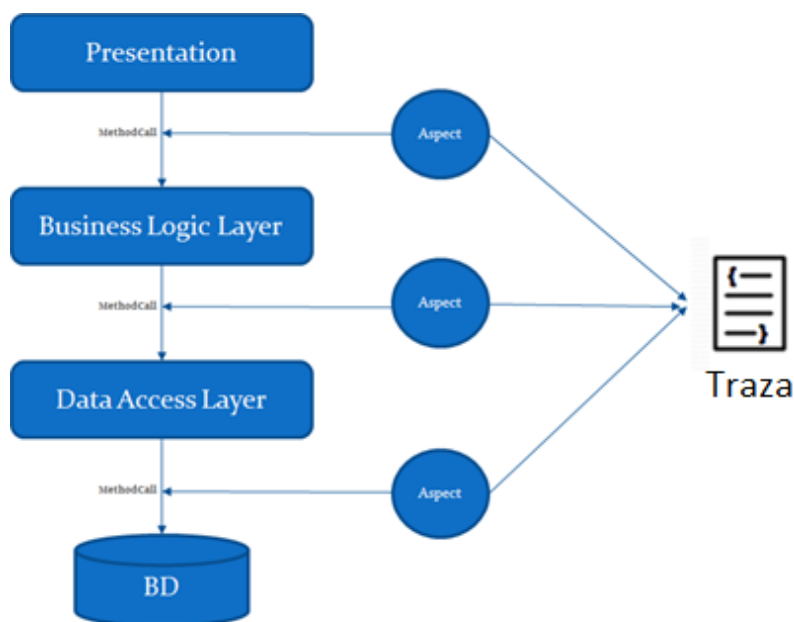 Presentation
MethodCall
Aspect
Business Logic Layer
MethodCall
Aspect
{
}
Traza
Data Access Layer
MethodCall
Aspect
BD